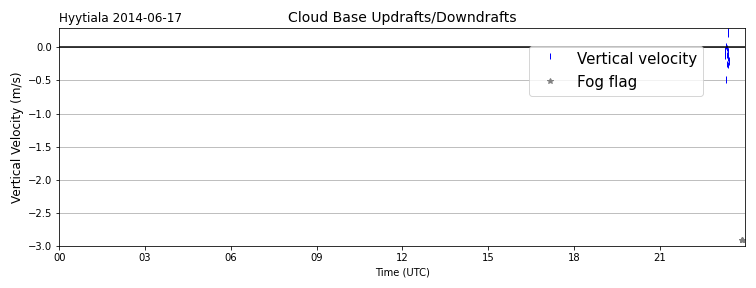 Hyytiala 2014-06-17
Cloud Base Updrafts/Downdrafts
Vertical Velocity (m/s)
0.0
−0.5
−1.0
−1.5
−2.0
−2.5
−3.0
Vertical velocity
Fog flag
00 03 06 09 12 15 18 21
Time (UTC)